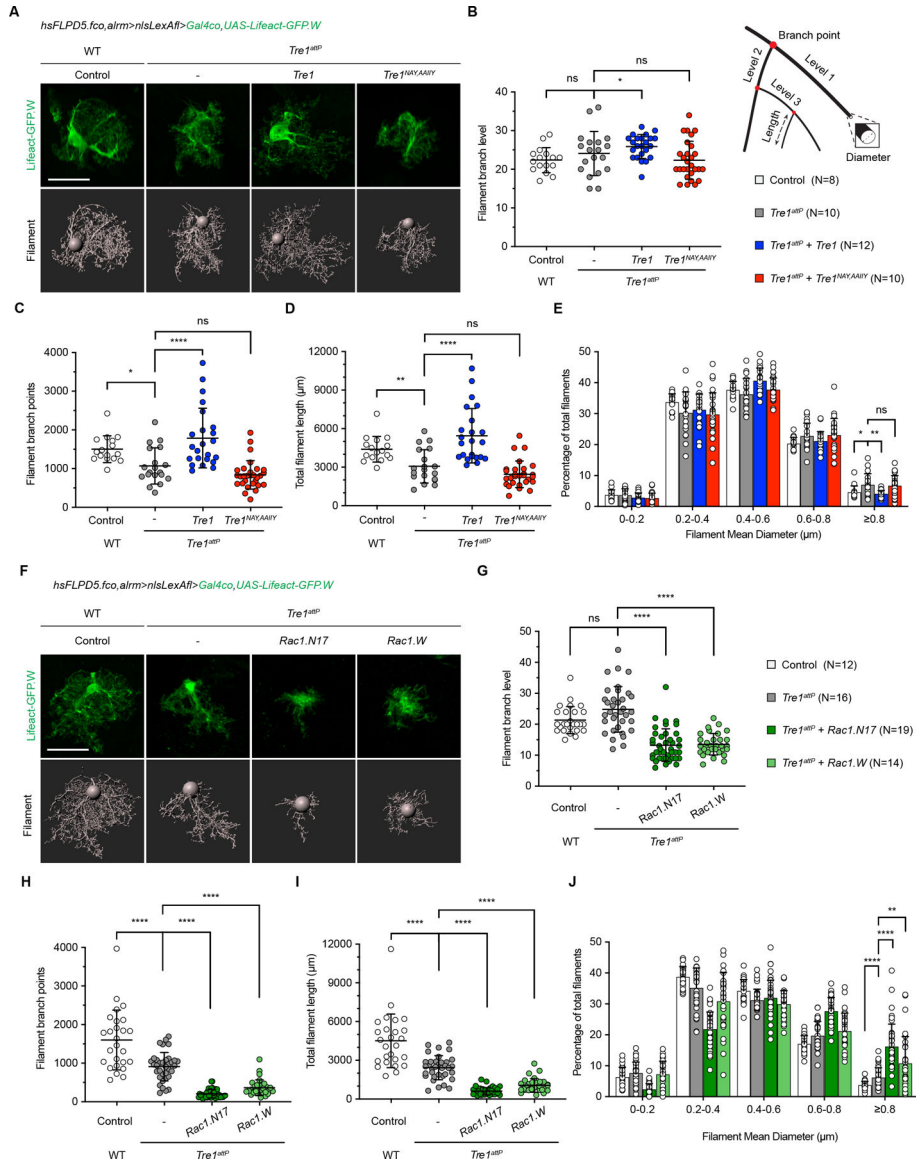 A
hsFLPD5.fco,alrm>nlsLexAfl>Gal4co,UAS-Lifeact-GFP.W
WT
Tre1attP
Control
-
Tre1
Tre1NAY,AAIIY
Lifeact-GFP.W
Filament
B
ns
ns
*
Filament branch level
40
30
20
10
0
Control
-
Tre1
Tre1NAY,AAIIY
WT
Tre1attP
Branch point
Level 2
Level 1
Level 3
Length
Diameter
Control (N=8)
Tre1attP (N=10)
Tre1attP + Tre1 (N=12)
Tre1attP + Tre1NAY,AAIIY (N=10)
C
ns
****
*
Filament branch points
4000
3000
2000
1000
0
Control
-
Tre1
Tre1NAY,AAIIY
WT
Tre1attP
D
ns
****
**
Total filament length (µm)
12000
9000
6000
3000
0
Control
-
Tre1
Tre1NAY,AAIIY
WT
Tre1attP
E
Percentage of total filaments
50
40
30
20
10
0
ns
* **
0-0.2 0.2-0.4 0.4-0.6 0.6-0.8 ≥0.8
Filament Mean Diameter (µm)
F
hsFLPD5.fco,alrm>nlsLexAfl>Gal4co,UAS-Lifeact-GFP.W
WT
Tre1attP
Control
-
Rac1.N17
Rac1.W
Lifeact-GFP.W
Filament
G
****
ns
****
Filament branch level
50
40
30
20
10
0
Control
-
Rac1.N17
Rac1.W
WT
Tre1attP
Control (N=12)
Tre1attP (N=16)
Tre1attP + Rac1.N17 (N=19)
Tre1attP + Rac1.W (N=14)
H
****
****
****
Filament branch points
4000
3000
2000
1000
0
Control
-
Rac1.N17
Rac1.W
WT
Tre1attP
I
****
****
****
Total filament length (µm)
12000
9000
6000
3000
0
Control
-
Rac1.N17
Rac1.W
WT
Tre1attP
J
Percentage of total filaments
50
40
30
20
10
0
**
****
****
0-0.2 0.2-0.4 0.4-0.6 0.6-0.8 ≥0.8
Filament Mean Diameter (µm)